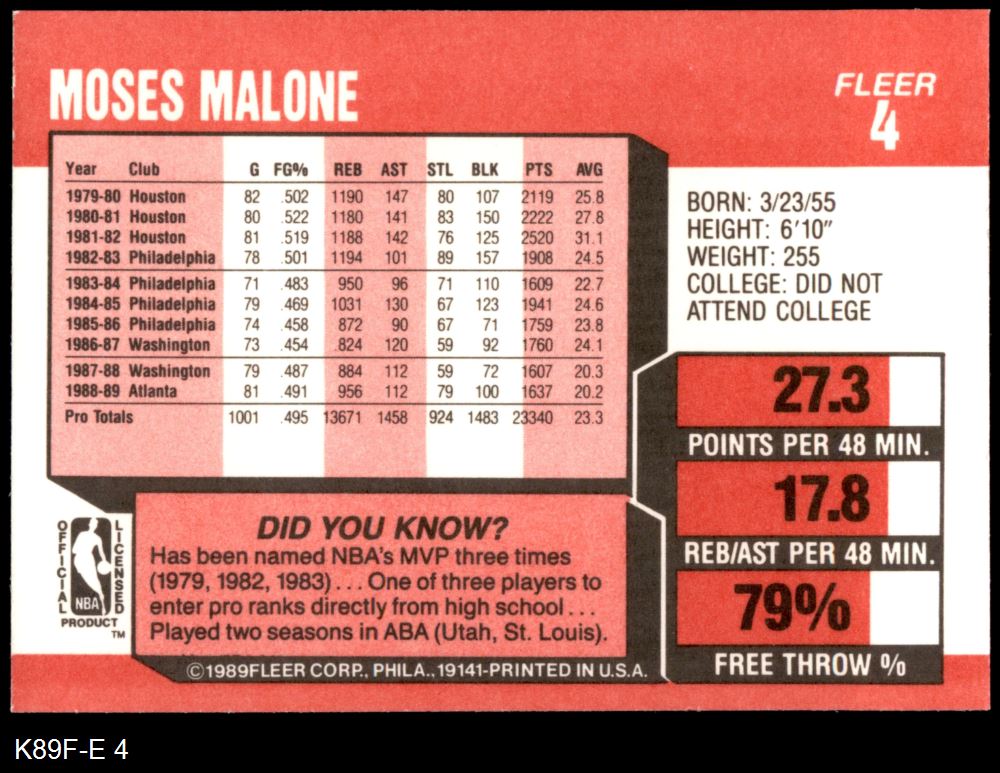 MOSES MALONE
FLEER
4
Year Club G FG% REB AST STL BLK PTS AVG
1979-80 Houston 82 .502 1190 147 80 107 2119 25.8
1980-81 Houston 80 .522 1180 141 83 150 2222 27.8
1981-82 Houston 81 .519 1188 142 76 125 2520 31.1
1982-83 Philadelphia 78 .501 1194 101 89 157 1908 24.5
1983-84 Philadelphia 71 .483 950 96 71 110 1609 22.7
1984-85 Philadelphia 79 .469 1031 130 67 123 1941 24.6
1985-86 Philadelphia 74 .458 872 90 67 71 1759 23.8
1986-87 Washington 73 .454 824 120 59 92 1760 24.1
1987-88 Washington 79 .487 884 112 59 72 1607 20.3
1988-89 Atlanta 81 .491 956 112 79 100 1637 20.2
Pro Totals 1001 .495 13671 1458 924 1483 23340 23.3
BORN: 3/23/55
HEIGHT: 6'10"
WEIGHT: 255
COLLEGE: DID NOT
ATTEND COLLEGE
27.3
POINTS PER 48 MIN.
17.8
REB/AST PER 48 MIN.
79%
FREE THROW %
OFFICIAL
LICENSED
NBA
PRODUCT
TM
DID YOU KNOW?
Has been named NBA's MVP three times
(1979, 1982, 1983)... One of three players to
enter pro ranks directly from high school...
Played two seasons in ABA (Utah, St. Louis).
©1989FLEER CORP., PHILA., 19141-PRINTED IN U.S.A.
K89F-E 4